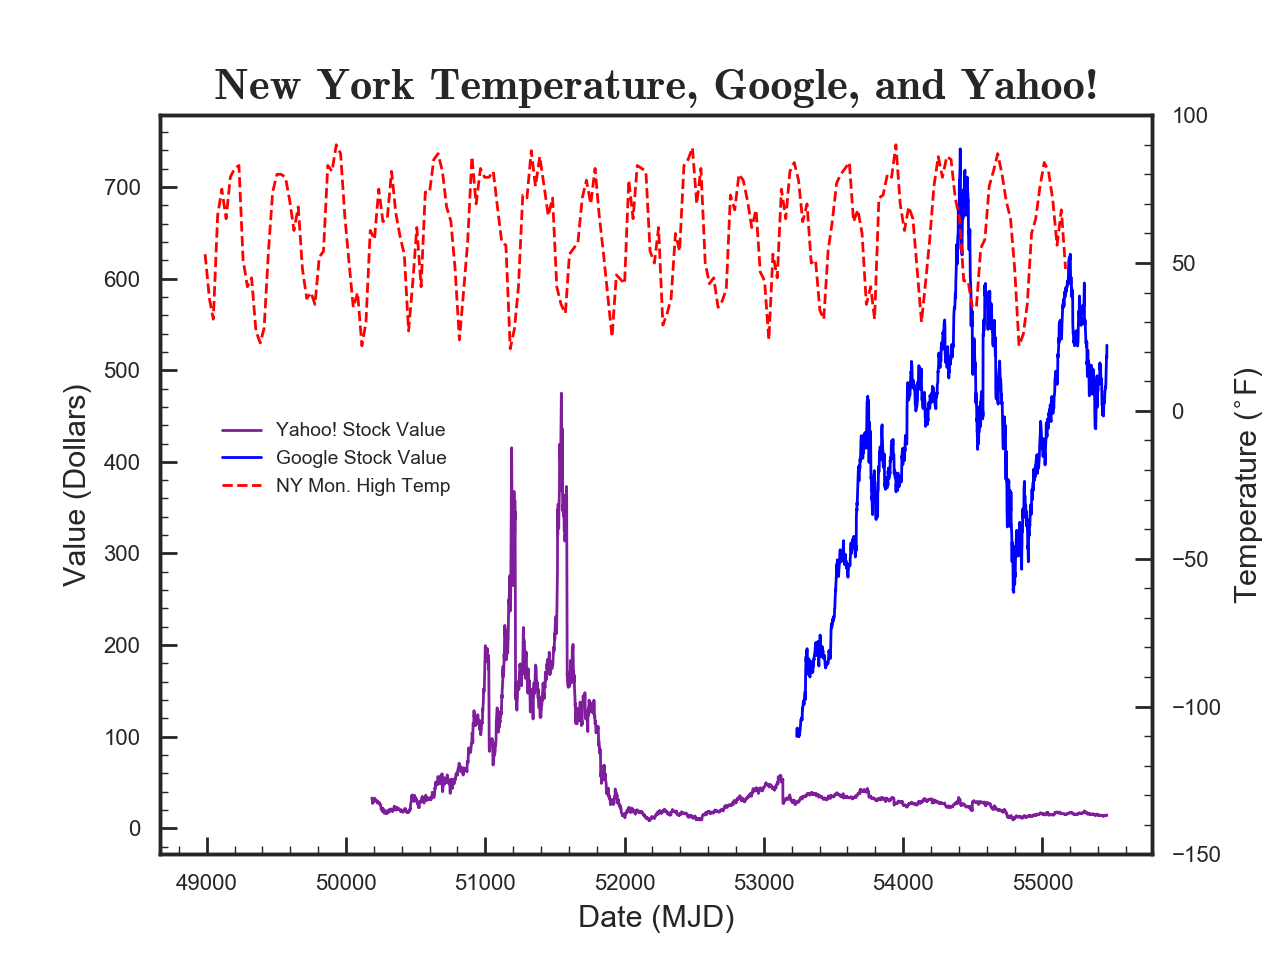 New York Temperature, Google, and Yahoo!
Value (Dollars)
700
600
500
400
300
200
100
0
Yahoo! Stock Value
Google Stock Value
NY Mon. High Temp
100
50
0
−50
−100
−150
Temperature (°F)
49000 50000 51000 52000 53000 54000 55000
Date (MJD)